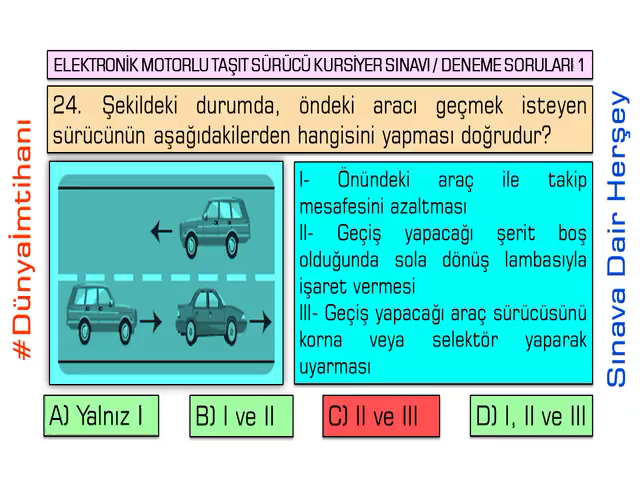 ELEKTRONİK MOTORLU TAŞIT SÜRÜCÜ KURSİYER SINAVI / DENEME SORULARI 1
24. Şekildeki durumda, öndeki aracı geçmek isteyen
sürücünün aşağıdakilerden hangisini yapması doğrudur?
I- Önündeki araç ile takip
mesafesini azaltması
II- Geçiş yapacağı şerit boş
olduğunda sola dönüş lambasıyla
işaret vermesi
III- Geçiş yapacağı araç sürücüsünü
korna veya selektör yaparak
uyarması
A) Yalnız I
B) I ve II
C) II ve III
D) I, II ve III
#Dünyaİmtihanı
Sınava Dair Herşey